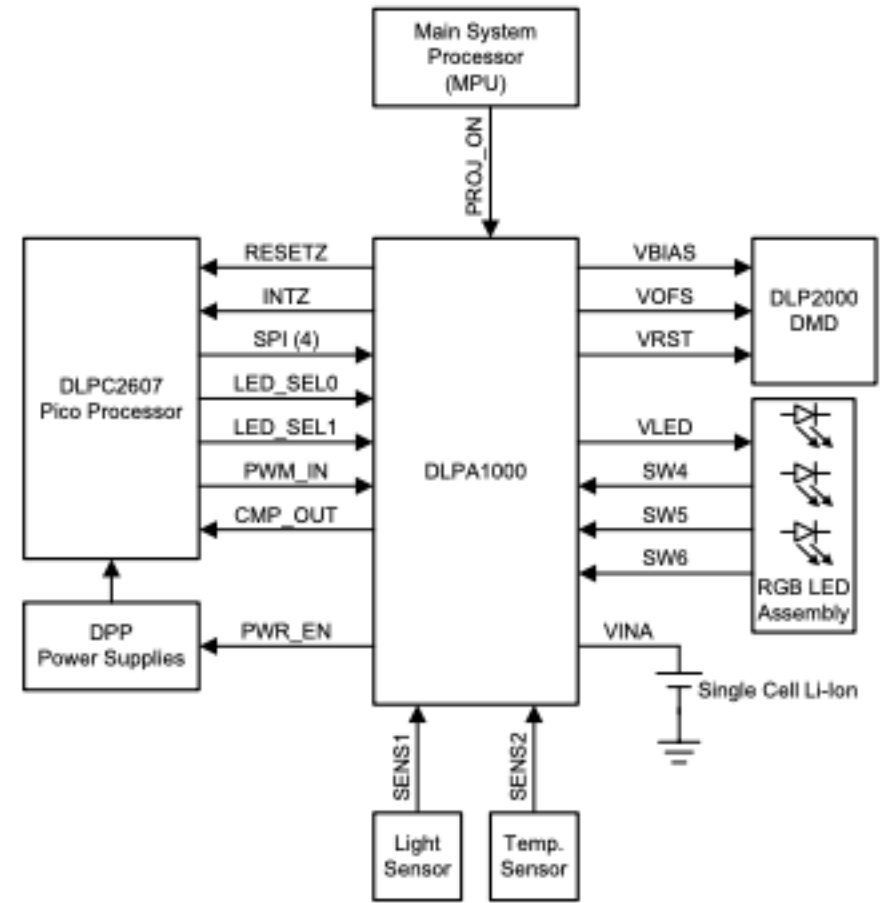 Main System
Processor
(MPU)
PROJ_ON
RESETZ
INTZ
SPI (4)
LED_SEL0
LED_SEL1
PWM_IN
CMP_OUT
DLPC2607
Pico Processor
DLPA1000
VBIAS
VOFS
VRST
DLP2000
DMD
VLED
SW4
SW5
SW6
RGB LED
Assembly
DPP
Power Supplies
PWR_EN
VINA
Single Cell Li-Ion
SENS1
SENS2
Light
Sensor
Temp.
Sensor